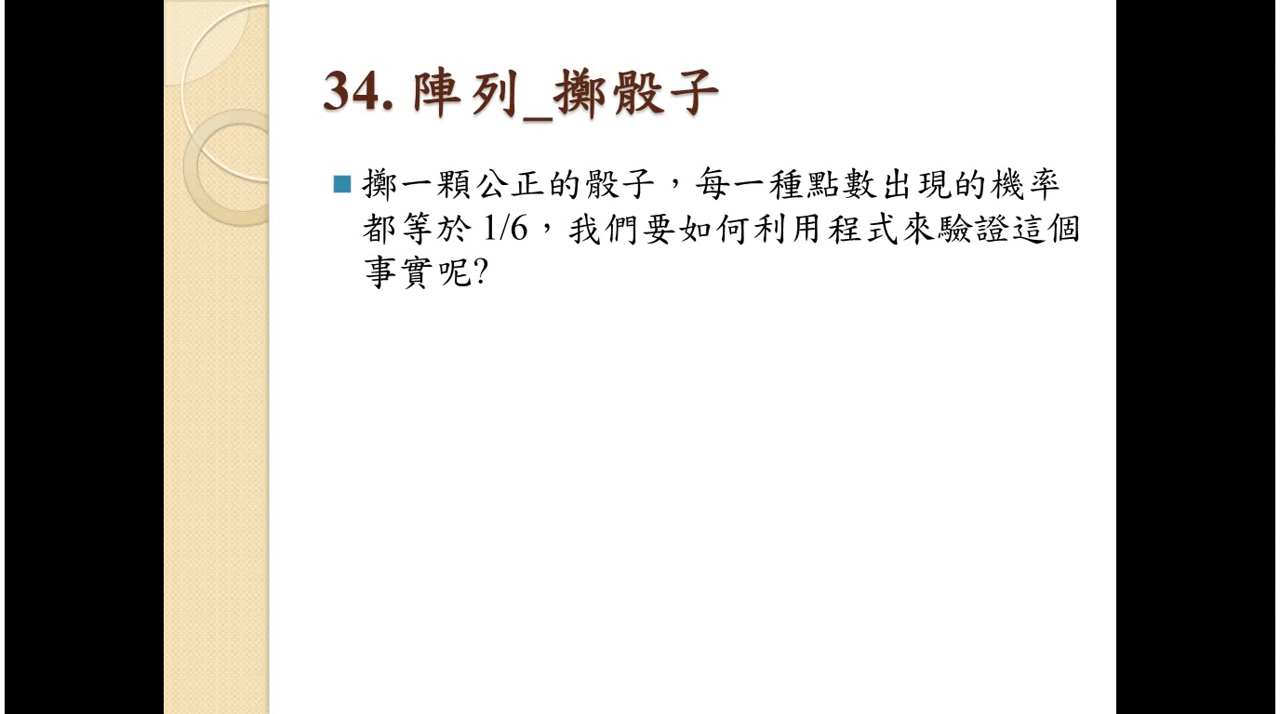 34. 陣列_擲骰子
擲一顆公正的骰子，每一種點數出現的機率
都等於 1/6，我們要如何利用程式來驗證這個
事實呢?